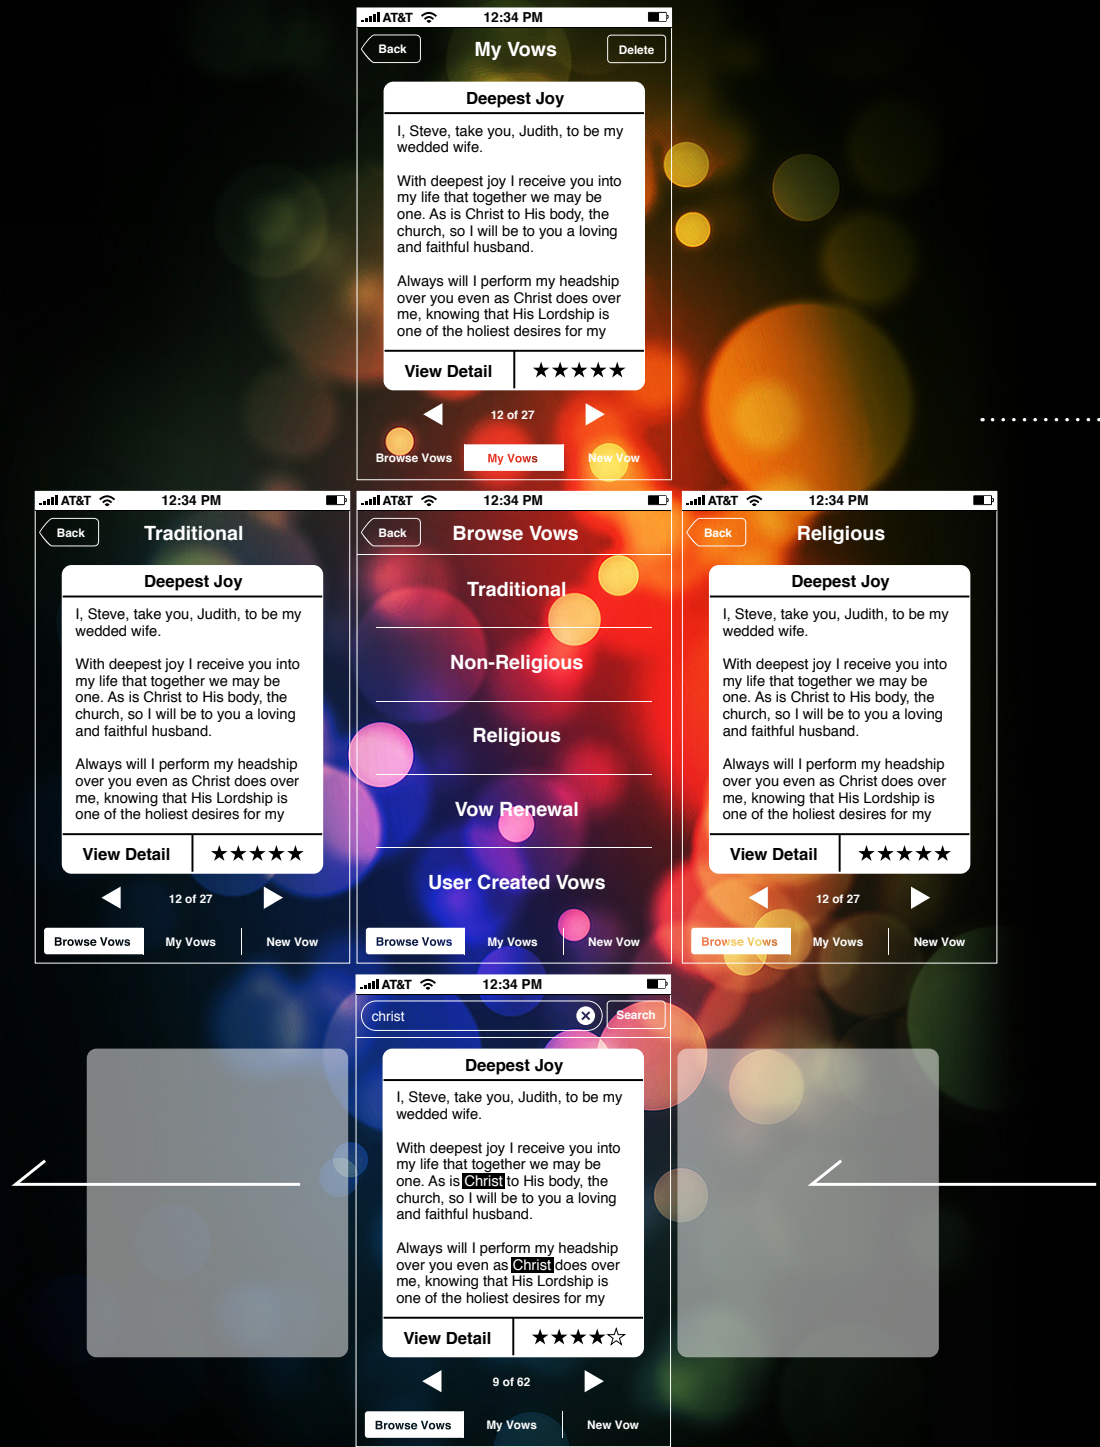 AT&T 12:34 PM
Back My Vows Delete
Deepest Joy
I, Steve, take you, Judith, to be my
wedded wife.
With deepest joy I receive you into
my life that together we may be
one. As is Christ to His body, the
church, so I will be to you a loving
and faithful husband.
Always will I perform my headship
over you even as Christ does over
me, knowing that His Lordship is
one of the holiest desires for my
View Detail ★★★★★
12 of 27
Browse Vows My Vows New Vow
AT&T 12:34 PM
Back Traditional
Deepest Joy
I, Steve, take you, Judith, to be my
wedded wife.
With deepest joy I receive you into
my life that together we may be
one. As is Christ to His body, the
church, so I will be to you a loving
and faithful husband.
Always will I perform my headship
over you even as Christ does over
me, knowing that His Lordship is
one of the holiest desires for my
View Detail ★★★★★
12 of 27
Browse Vows My Vows New Vow
AT&T 12:34 PM
Back Browse Vows
Traditional
Non-Religious
Religious
Vow Renewal
User Created Vows
Browse Vows My Vows New Vow
AT&T 12:34 PM
Back Religious
Deepest Joy
I, Steve, take you, Judith, to be my
wedded wife.
With deepest joy I receive you into
my life that together we may be
one. As is Christ to His body, the
church, so I will be to you a loving
and faithful husband.
Always will I perform my headship
over you even as Christ does over
me, knowing that His Lordship is
one of the holiest desires for my
View Detail ★★★★★
12 of 27
Browse Vows My Vows New Vow
AT&T 12:34 PM
christ Search
Deepest Joy
I, Steve, take you, Judith, to be my
wedded wife.
With deepest joy I receive you into
my life that together we may be
one. As is Christ to His body, the
church, so I will be to you a loving
and faithful husband.
Always will I perform my headship
over you even as Christ does over
me, knowing that His Lordship is
one of the holiest desires for my
View Detail ★★★★☆
9 of 62
Browse Vows My Vows New Vow